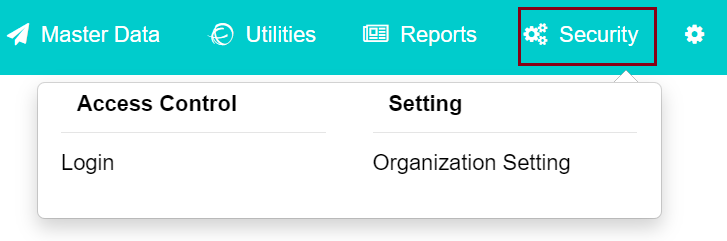 Master Data Utilities Reports Security
Access Control Setting
Login Organization Setting